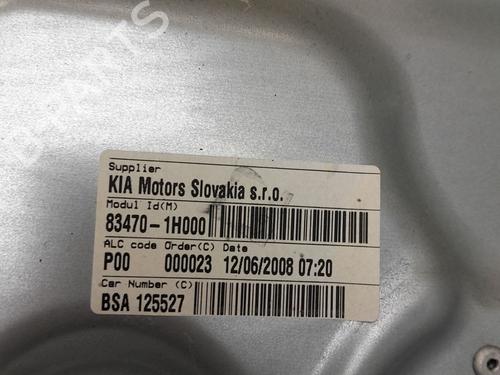 B-PARTS
Supplier
KIA Motors Slovakia s.r.o.
Modul Id(M)
83470-1H000
ALC code Order(C) Date
P00 000023 12/06/2008 07:20
Car Number (C)
BSA 125527